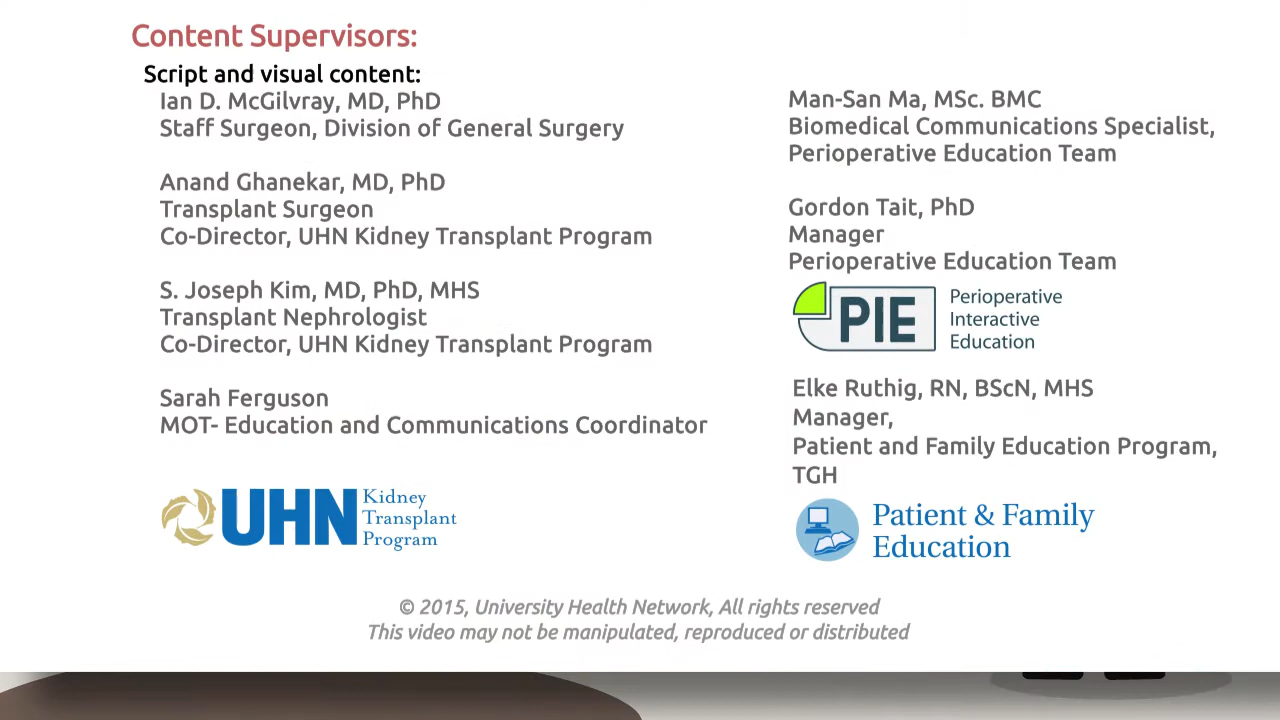 Content Supervisors:
Script and visual content:
Ian D. McGilvray, MD, PhD
Staff Surgeon, Division of General Surgery
Anand Ghanekar, MD, PhD
Transplant Surgeon
Co-Director, UHN Kidney Transplant Program
S. Joseph Kim, MD, PhD, MHS
Transplant Nephrologist
Co-Director, UHN Kidney Transplant Program
Sarah Ferguson
MOT- Education and Communications Coordinator
UHN
Kidney
Transplant
Program
Man-San Ma, MSc. BMC
Biomedical Communications Specialist,
Perioperative Education Team
Gordon Tait, PhD
Manager
Perioperative Education Team
PIE
Perioperative
Interactive
Education
Elke Ruthig, RN, BScN, MHS
Manager,
Patient and Family Education Program,
TGH
Patient & Family
Education
© 2015, University Health Network, All rights reserved
This video may not be manipulated, reproduced or distributed